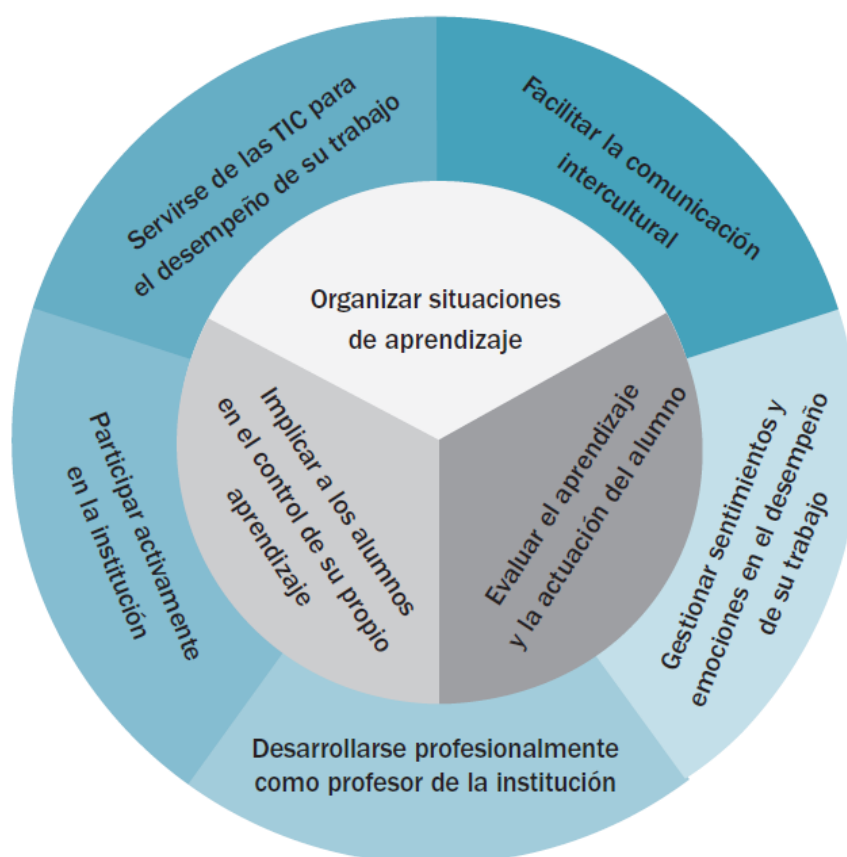 Servirse de las TIC para
el desempeño de su trabajo
Facilitar la comunicación
intercultural
Organizar situaciones
de aprendizaje
Participar activamente
en la institución
Implicar a los alumnos
en el control de su propio
aprendizaje
Evaluar el aprendizaje
y la actuación del alumno
Gestionar sentimientos y
emociones en el desempeño
de su trabajo
Desarrollarse profesionalmente
como profesor de la institución